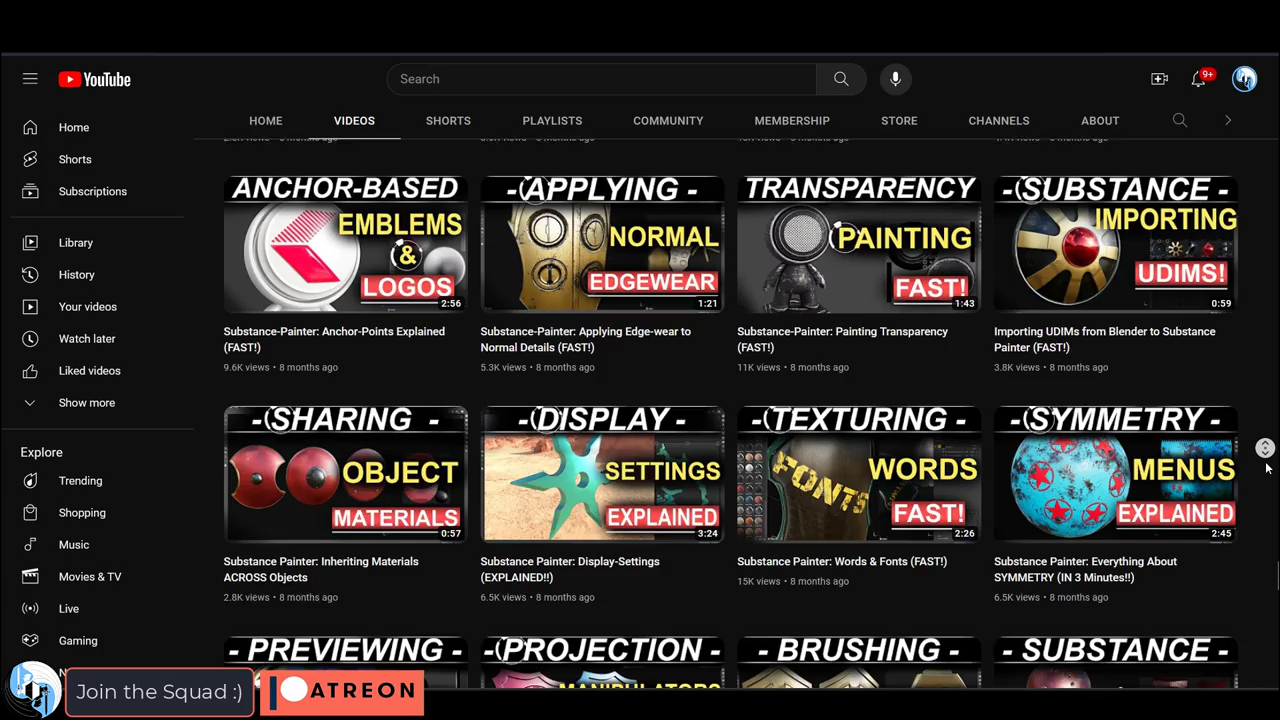 YouTube
Search
9+
HOME
VIDEOS
SHORTS
PLAYLISTS
COMMUNITY
MEMBERSHIP
STORE
CHANNELS
ABOUT
Home
Shorts
Subscriptions
Library
History
Your videos
Watch later
Liked videos
Show more
Explore
Trending
Shopping
Music
Movies & TV
Live
Gaming
ANCHOR-BASED
EMBLEMS
&
LOGOS
2:56
Substance-Painter: Anchor-Points Explained
(FAST!)
9.6K views • 8 months ago
- APPLYING -
NORMAL
EDGEWEAR
1:21
Substance-Painter: Applying Edge-wear to
Normal Details (FAST!)
5.3K views • 8 months ago
TRANSPARENCY
PAINTING
FAST!
1:43
Substance-Painter: Painting Transparency
(FAST!)
11K views • 8 months ago
- SUBSTANCE -
IMPORTING
UDIMS!
0:59
Importing UDIMs from Blender to Substance
Painter (FAST!)
3.8K views • 8 months ago
- SHARING -
OBJECT
MATERIALS
0:57
Substance Painter: Inheriting Materials
ACROSS Objects
2.8K views • 8 months ago
- DISPLAY -
SETTINGS
EXPLAINED
3:24
Substance Painter: Display-Settings
(EXPLAINED!!)
6.5K views • 8 months ago
- TEXTURING -
FONTS
WORDS
FAST!
2:26
Substance Painter: Words & Fonts (FAST!)
15K views • 8 months ago
- SYMMETRY -
MENUS
EXPLAINED
2:45
Substance Painter: Everything About
SYMMETRY (IN 3 Minutes!!)
6.5K views • 8 months ago
- PREVIEWING -
- PROJECTION -
MANIPULATORS
- BRUSHING -
- SUBSTANCE -
Join the Squad :)
PATREON